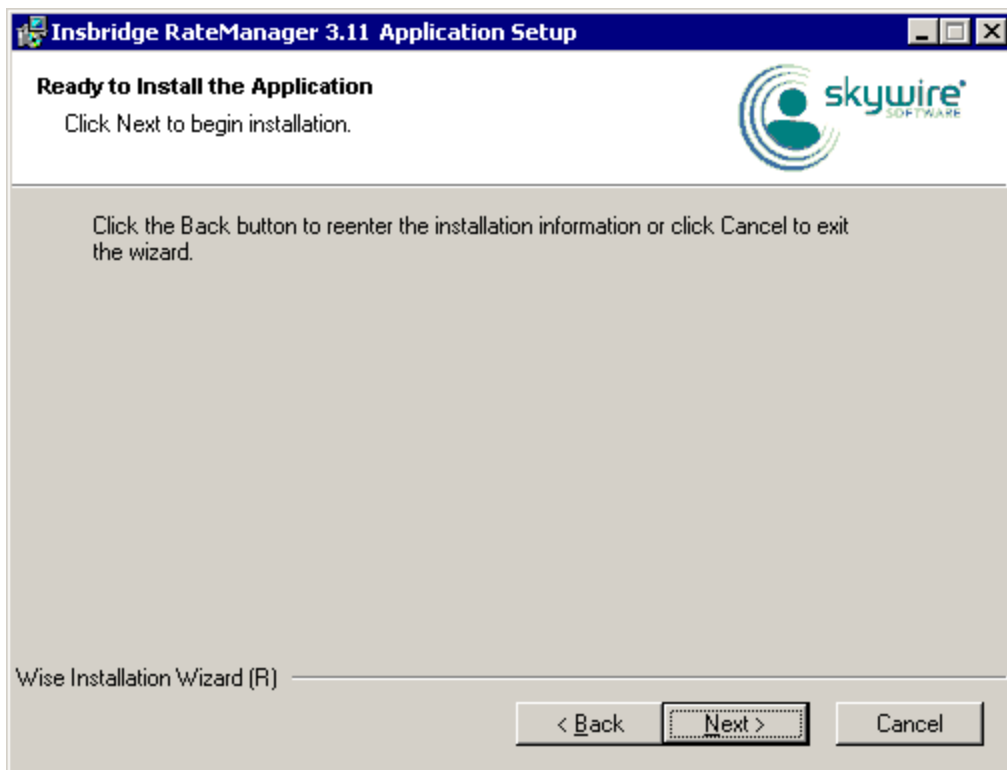 Insbridge RateManager 3.11 Application Setup
Ready to Install the Application
Click Next to begin installation.
skywire
SOFTWARE
Click the Back button to reenter the installation information or click Cancel to exit
the wizard.
Wise Installation Wizard (R)
< Back Next > Cancel